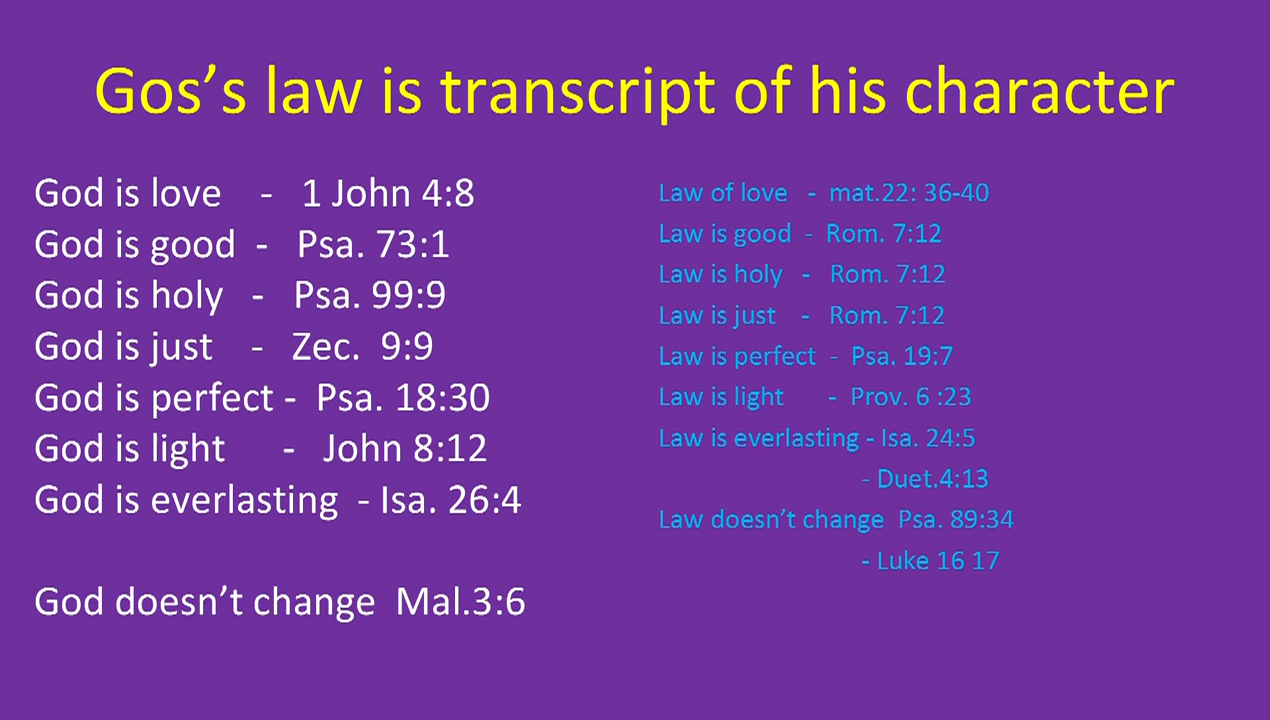 Gos’s law is transcript of his character
God is love - 1 John 4:8
God is good - Psa. 73:1
God is holy - Psa. 99:9
God is just - Zec. 9:9
God is perfect - Psa. 18:30
God is light - John 8:12
God is everlasting - Isa. 26:4
God doesn’t change Mal.3:6
Law of love - mat.22: 36-40
Law is good - Rom. 7:12
Law is holy - Rom. 7:12
Law is just - Rom. 7:12
Law is perfect - Psa. 19:7
Law is light - Prov. 6 :23
Law is everlasting - Isa. 24:5
- Duet.4:13
Law doesn’t change Psa. 89:34
- Luke 16 17